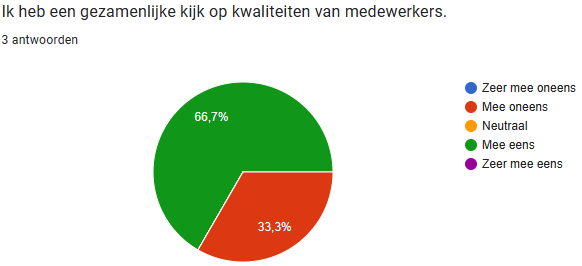 Ik heb een gezamenlijke kijk op kwaliteiten van medewerkers.
3 antwoorden
Zeer mee oneens
Mee oneens
Neutraal
Mee eens
Zeer mee eens
66,7%
33,3%